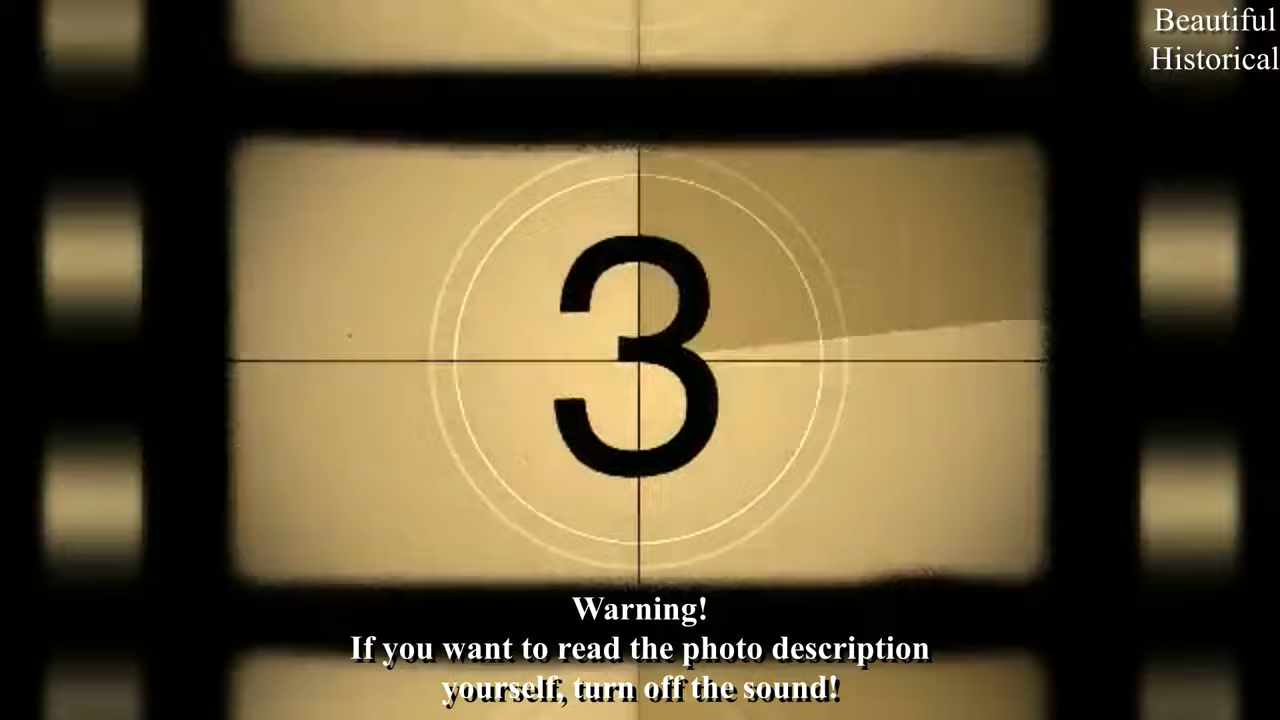 Beautiful
Historical
3
Warning!
If you want to read the photo description
yourself, turn off the sound!